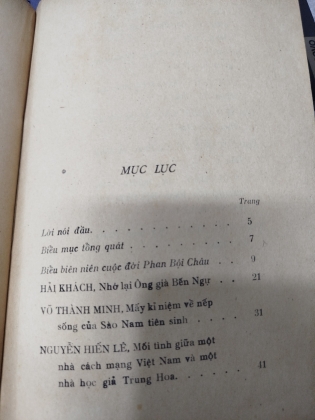 MỤC LỤC
Trang
Lời nói đầu. . . . . . . . . . . 5
Biểu mục tổng quát . . . . . . . . . 7
Biểu biên niên cuộc đời Phan Bội Châu . . 9
HẢI KHÁCH, Nhớ lại Ông già Bến Ngự . . 21
VÕ THÀNH MINH, Mấy kỉ niệm về nếp
sống của Sào Nam tiên sinh . . . . . 31
NGUYỄN HIẾN LÊ, Mối tình giữa một
nhà cách mạng Việt Nam và một
nhà học giả Trung Hoa. . . . . . . 41